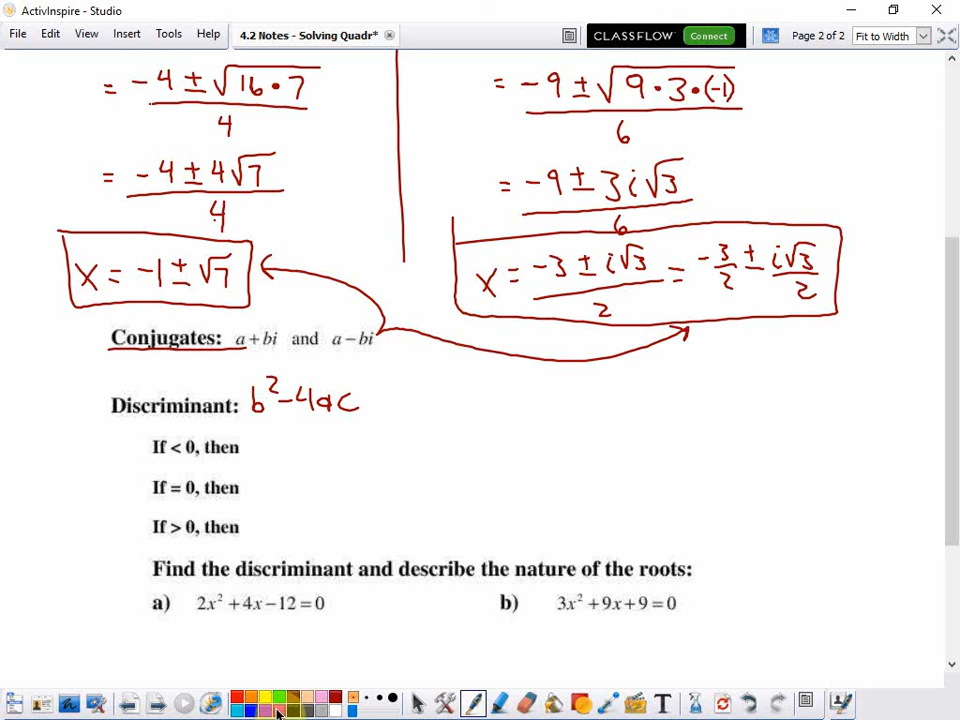 ActivInspire - Studio
File Edit View Insert Tools Help 4.2 Notes - Solving Quadr* CLASSFLOW Connect Page 2 of 2 Fit to Width
= (-4 ± √(16 • 7))/4
= (-9 ± √(9 • 3 • (-1)))/6
= (-4 ± 4√7)/4
= (-9 ± 3i√3)/6
x = -1 ± √7
x = (-3 ± i√3)/2 = -3/2 ± i√3/2
Conjugates: a + bi and a − bi
Discriminant: b² - 4ac
If < 0, then
If = 0, then
If > 0, then
Find the discriminant and describe the nature of the roots:
a) 2x² + 4x − 12 = 0 b) 3x² + 9x + 9 = 0